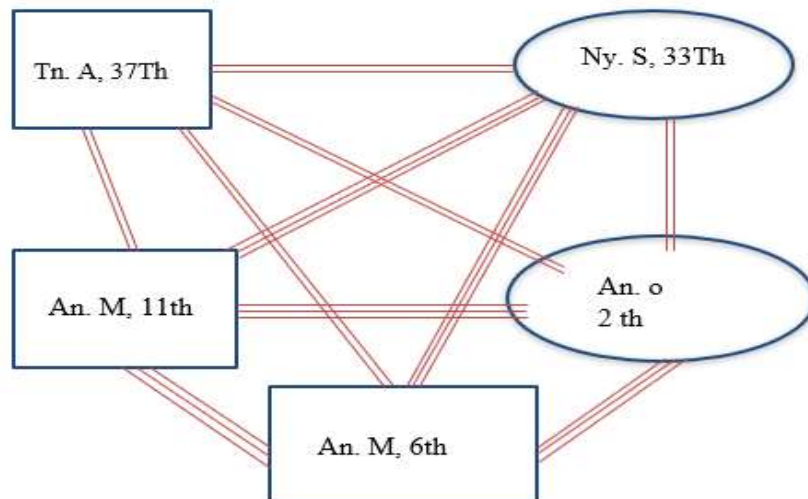 Tn. A, 37Th
Ny. S, 33Th
An. M, 11th
An. o
2 th
An. M, 6th